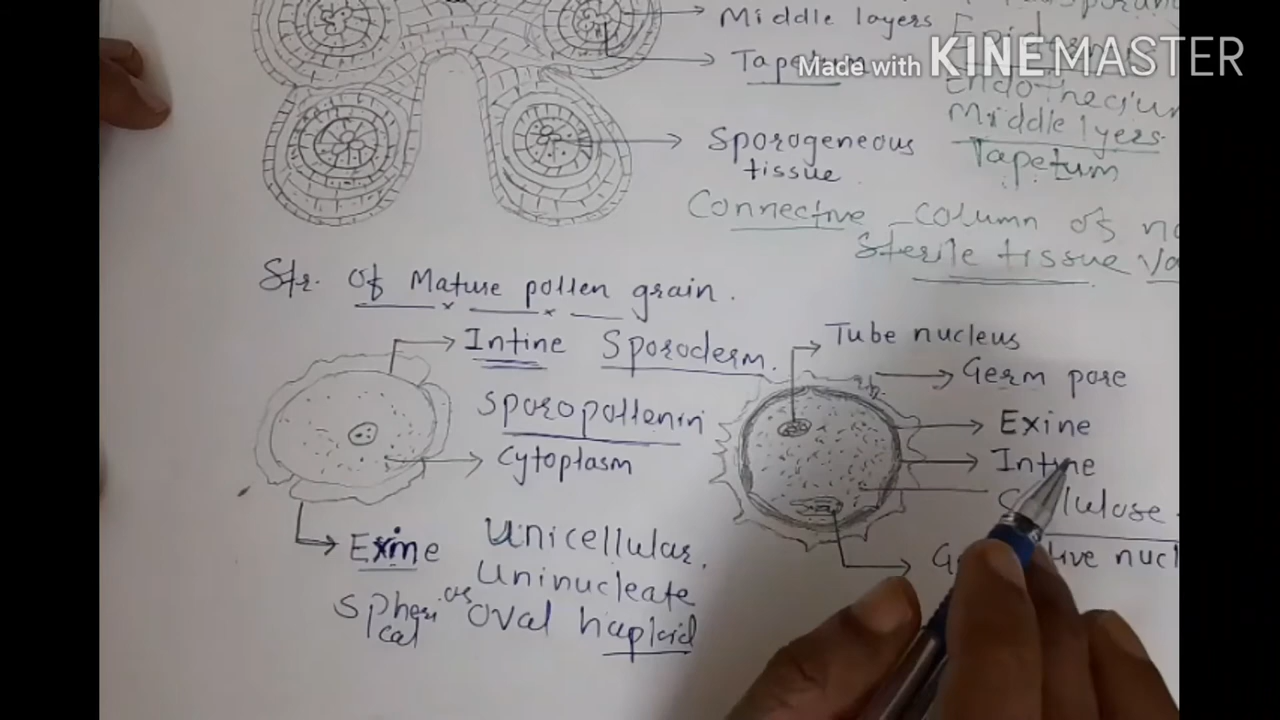 Middle layers
Tapetum
Made with KINEMASTER
Endothecium
Middle lyers
Tapetum
Sporogeneous
tissue
Connective - column of
Sterile tissue
Str. of Mature pollen grain.
Intine Sporoderm.
Sporopollenin
Cytoplasm
Exine
Unicellular.
Uninucleate
Spheri cal or oval haploid
Tube nucleus
Germ pore
Exine
Intine